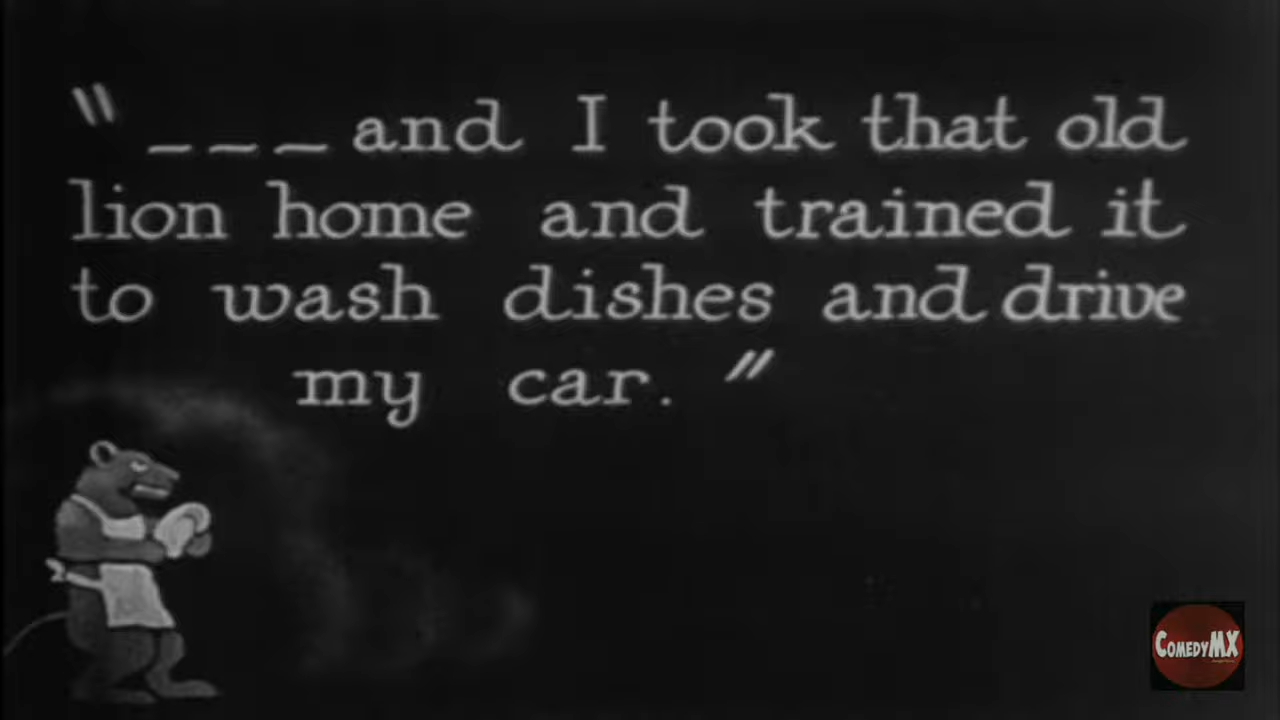 "___and I took that old
lion home and trained it
to wash dishes and drive
my car."
COMEDYMX